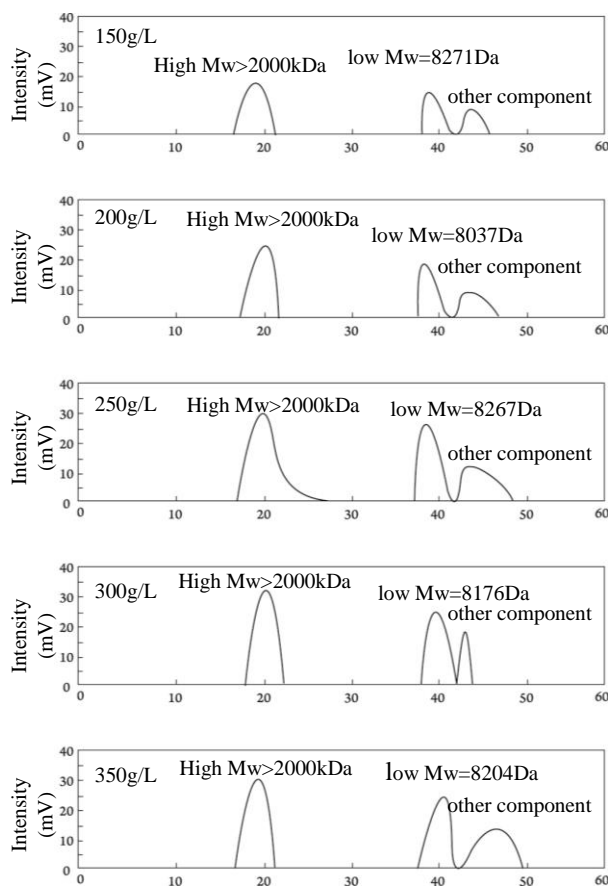 Intensity
(mV)
40
30
20
10
0
150g/L
High Mw>2000kDa
low Mw=8271Da
other component
0 10 20 30 40 50 60
Intensity
(mV)
40
30
20
10
0
200g/L
High Mw>2000kDa
low Mw=8037Da
other component
0 10 20 30 40 50 60
Intensity
(mV)
40
30
20
10
0
250g/L
High Mw>2000kDa
low Mw=8267Da
other component
0 10 20 30 40 50 60
Intensity
(mV)
40
30
20
10
0
300g/L
High Mw>2000kDa
low Mw=8176Da
other component
0 10 20 30 40 50 60
Intensity
(mV)
40
30
20
10
0
350g/L
High Mw>2000kDa
low Mw=8204Da
other component
0 10 20 30 40 50 60